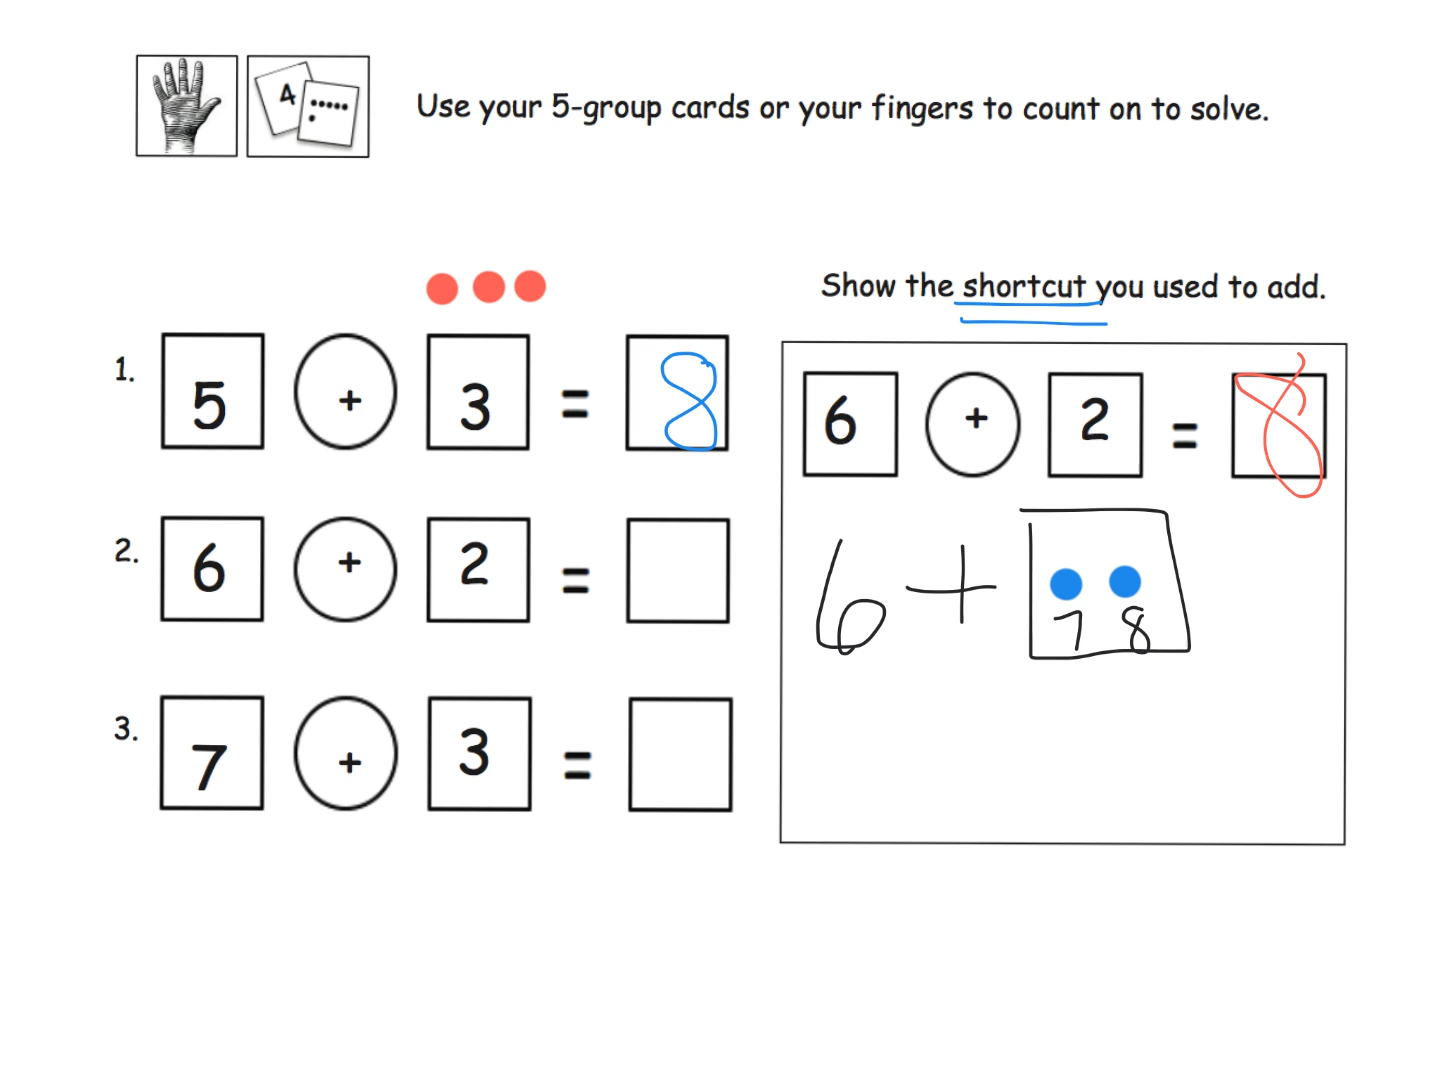 4
Use your 5-group cards or your fingers to count on to solve.
Show the shortcut you used to add.
1. 5 + 3 = 8
6 + 2 = 8
2. 6 + 2 =
6 + 7 8
3. 7 + 3 =